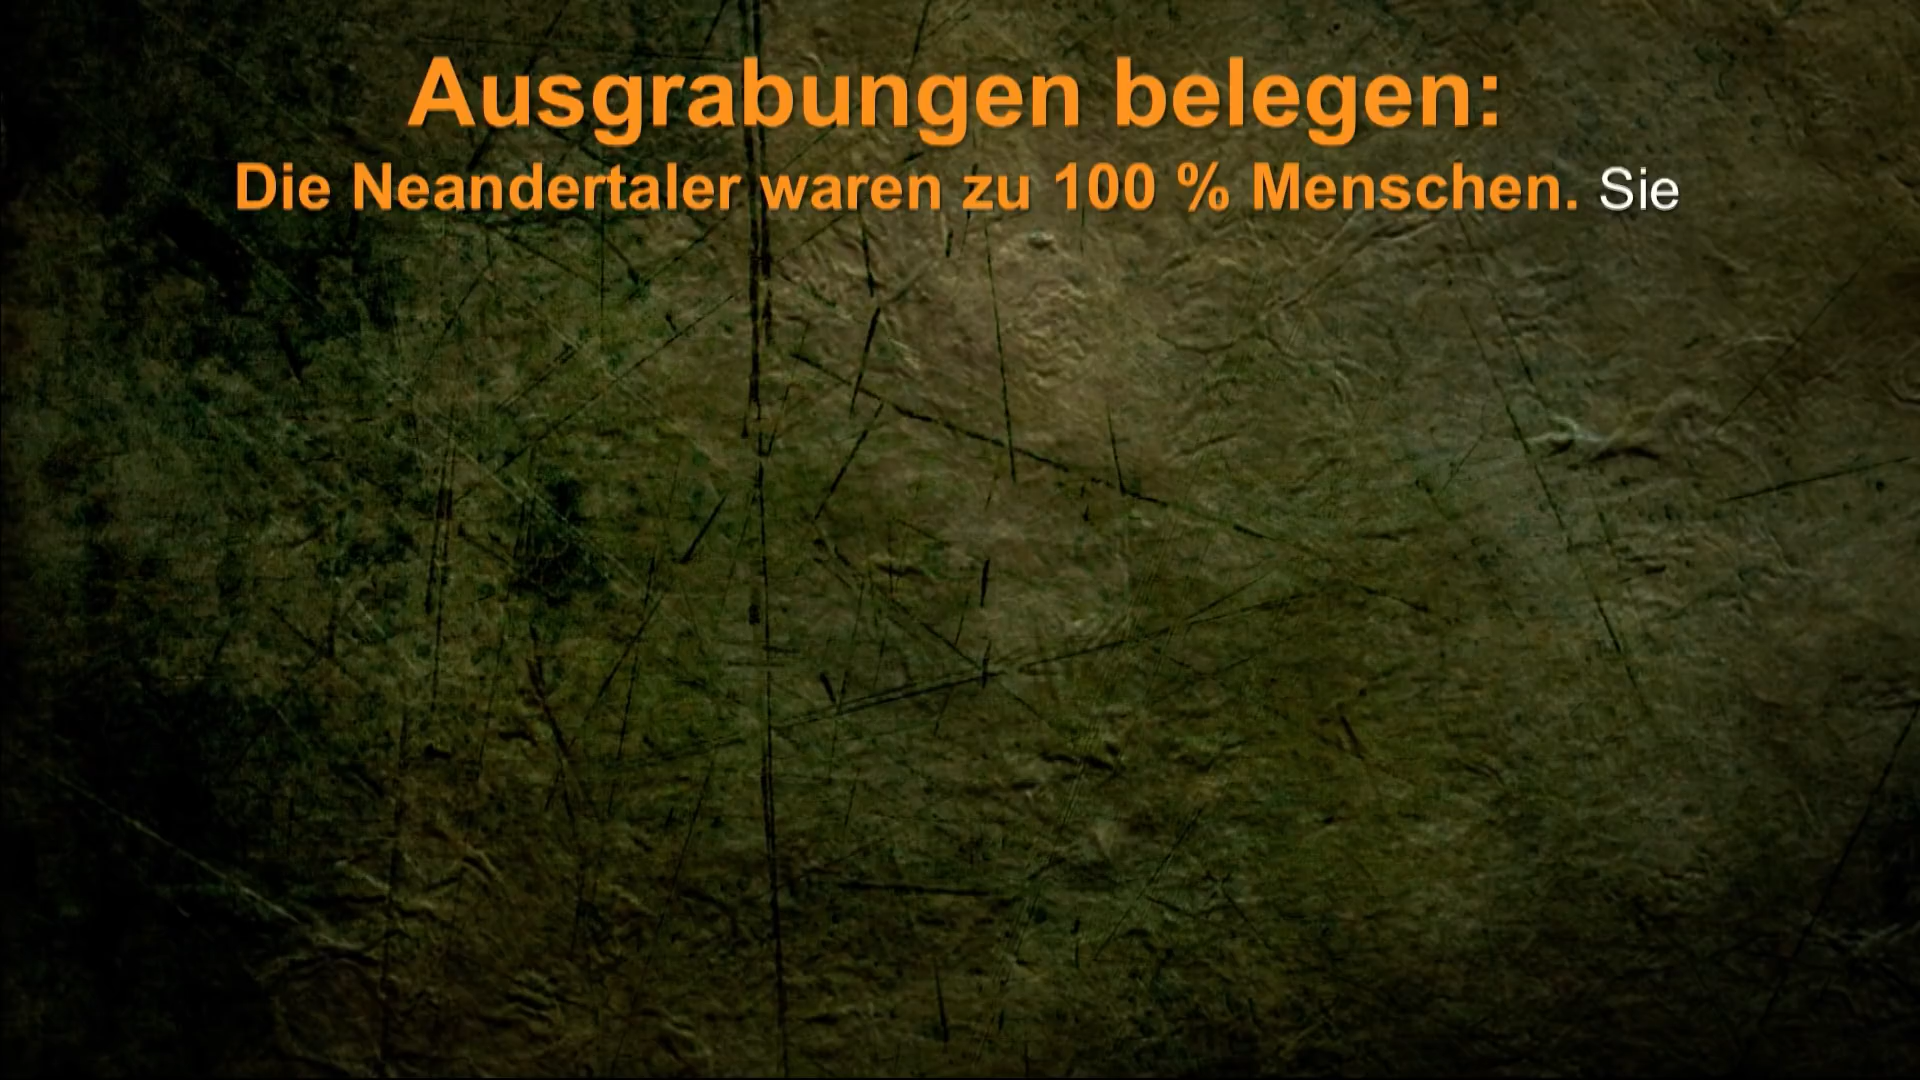 Ausgrabungen belegen:
Die Neandertaler waren zu 100 % Menschen. Sie